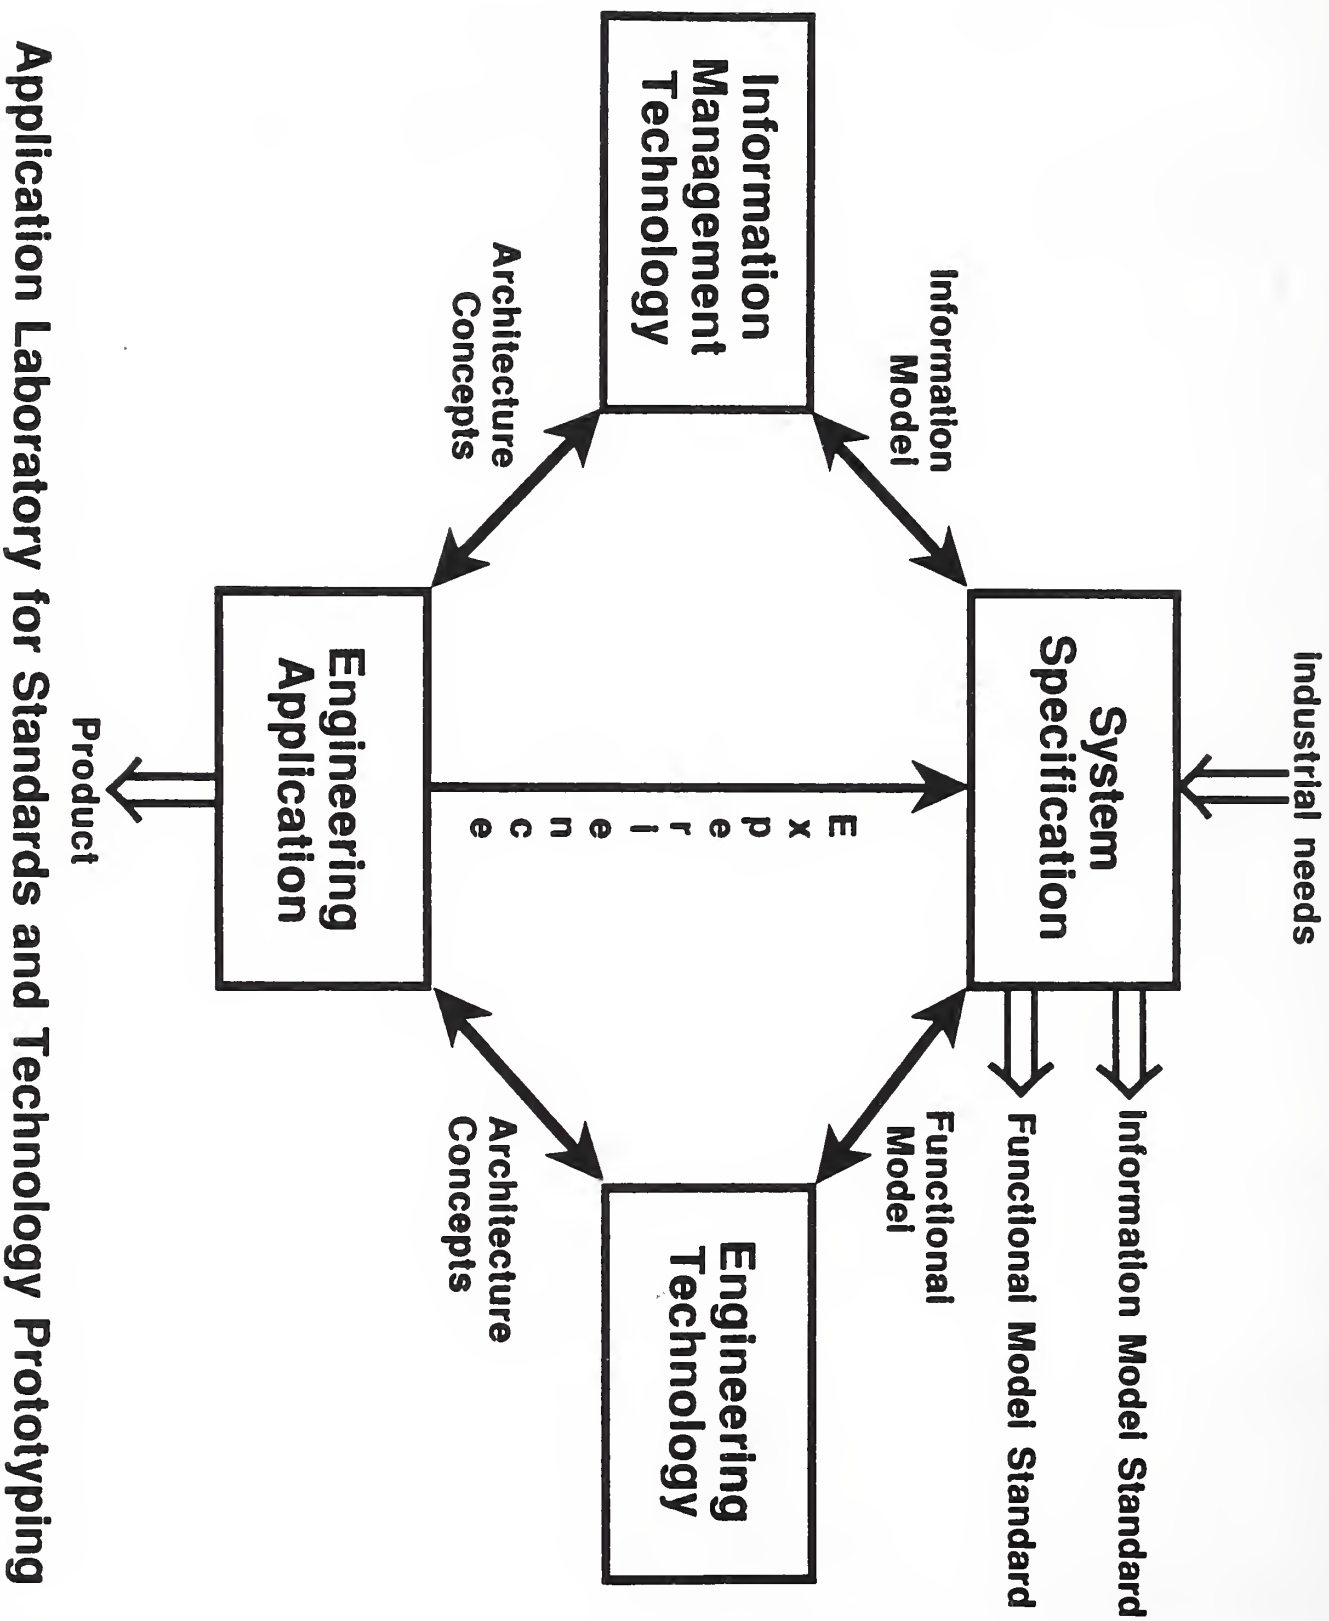 Industrial needs
System
Specification
Information Model Standard
Functional Model Standard
Information
Model
Functional
Model
Information
Management
Technology
Experience
Engineering
Technology
Architecture
Concepts
Architecture
Concepts
Engineering
Application
Product
Application Laboratory for Standards and Technology Prototyping